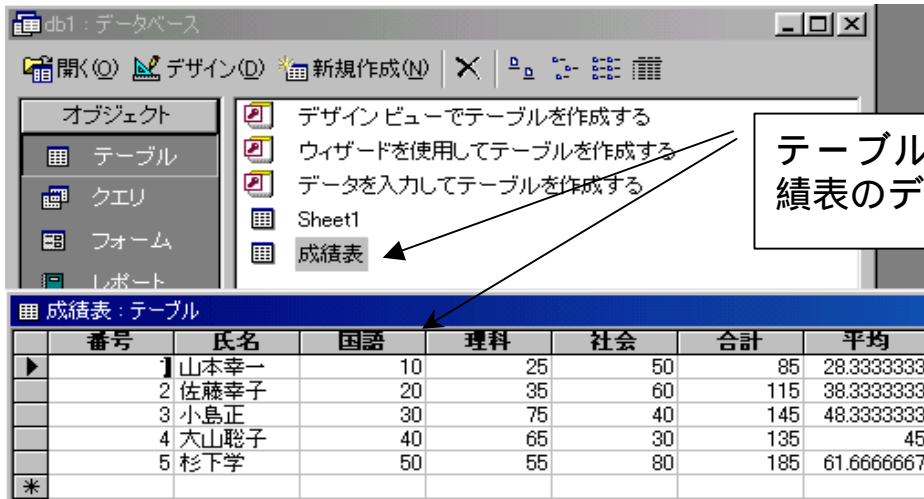 db1 : データベース
開く(O) デザイン(D) 新規作成(N)
オブジェクト
テーブル
クエリ
フォーム
レポート
デザイン ビューでテーブルを作成する
ウィザードを使用してテーブルを作成する
データを入力してテーブルを作成する
Sheet1
成績表
テーブル
績表のデ
成績表 : テーブル
番号 氏名 国語 理科 社会 合計 平均
1 山本幸一 10 25 50 85 28.3333333
2 佐藤幸子 20 35 60 115 38.3333333
3 小島正 30 75 40 145 48.3333333
4 大山聡子 40 65 30 135 45
5 杉下学 50 55 80 185 61.6666667